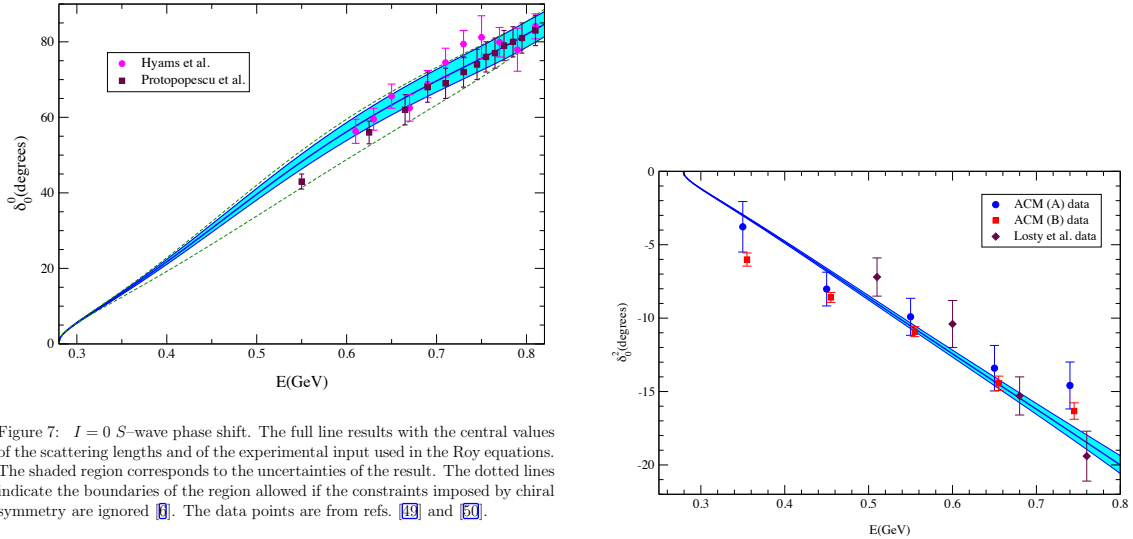 80
60
40
20
0
δ₀⁰(degrees)
Hyams et al.
Protopopescu et al.
0.3 0.4 0.5 0.6 0.7 0.8
E(GeV)
Figure 7: I = 0 S–wave phase shift. The full line results with the central values
of the scattering lengths and of the experimental input used in the Roy equations.
The shaded region corresponds to the uncertainties of the result. The dotted lines
indicate the boundaries of the region allowed if the constraints imposed by chiral
symmetry are ignored [6]. The data points are from refs. [49] and [50].
0
-5
-10
-15
-20
δ₀²(degrees)
ACM (A) data
ACM (B) data
Losty et al. data
0.3 0.4 0.5 0.6 0.7 0.8
E(GeV)